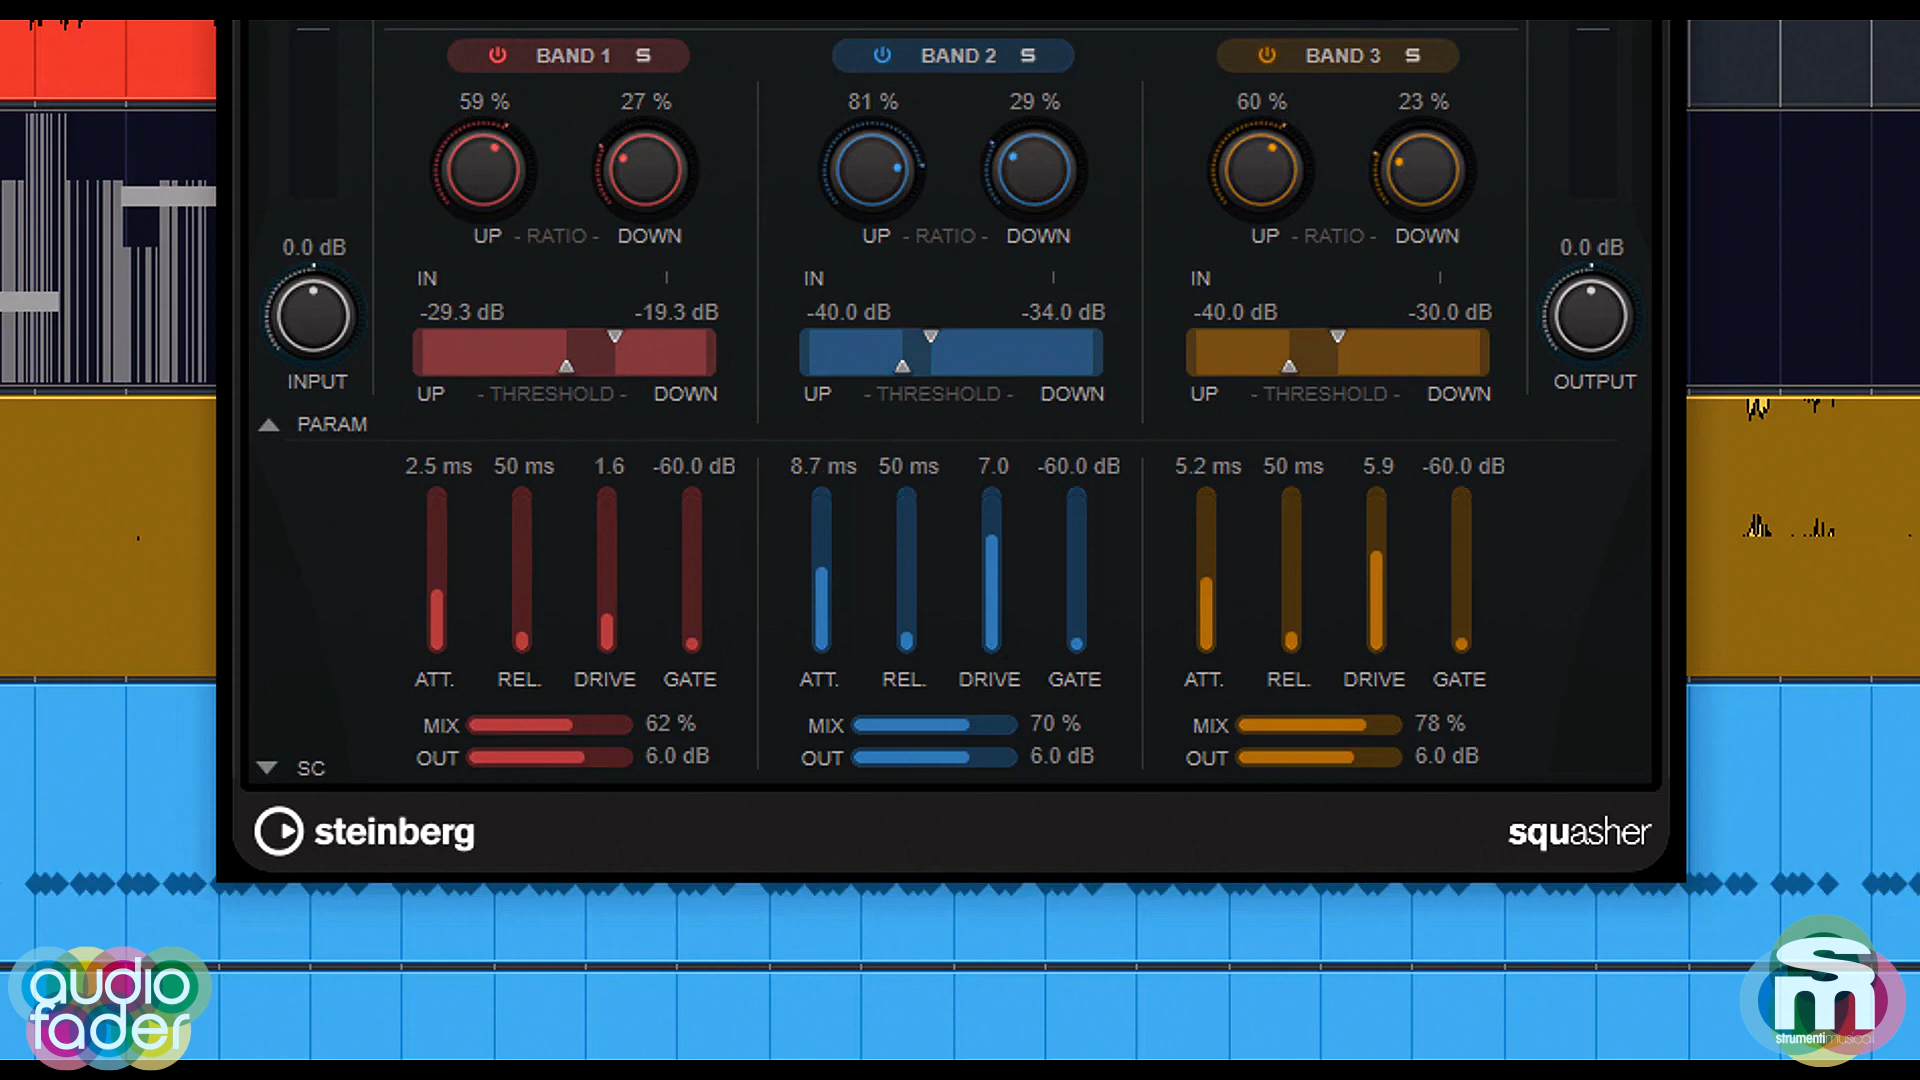 BAND 1 S
BAND 2 S
BAND 3 S
59 % 27 %
81 % 29 %
60 % 23 %
UP - RATIO - DOWN
UP - RATIO - DOWN
UP - RATIO - DOWN
0.0 dB
INPUT
0.0 dB
OUTPUT
IN
-29.3 dB -19.3 dB
UP - THRESHOLD - DOWN
IN
-40.0 dB -34.0 dB
UP - THRESHOLD - DOWN
IN
-40.0 dB -30.0 dB
UP - THRESHOLD - DOWN
PARAM
2.5 ms 50 ms 1.6 -60.0 dB
8.7 ms 50 ms 7.0 -60.0 dB
5.2 ms 50 ms 5.9 -60.0 dB
ATT. REL. DRIVE GATE
ATT. REL. DRIVE GATE
ATT. REL. DRIVE GATE
MIX 62 %
OUT 6.0 dB
MIX 70 %
OUT 6.0 dB
MIX 78 %
OUT 6.0 dB
SC
steinberg
squasher
audio
fader
sm
strumentimusicali